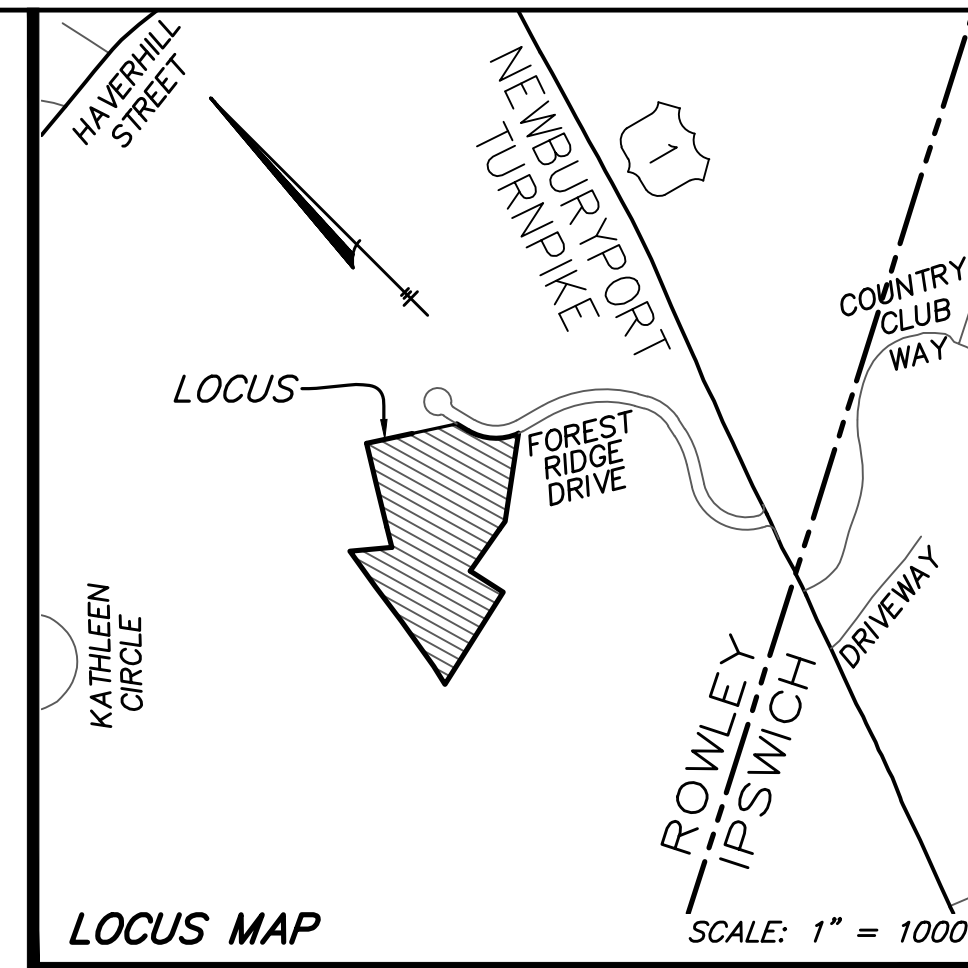 HAVERHILL
STREET
NEWBURYPORT
TURNPIKE
1
COUNTRY
CLUB
WAY
LOCUS
FOREST
RIDGE
DRIVE
KATHLEEN
CIRCLE
DRIVEWAY
ROWLEY
IPSWICH
LOCUS MAP
SCALE: 1” = 1000